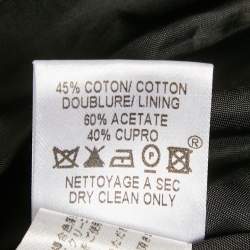 45% COTON/ COTTON
DOUBLURE/ LINING
60% ACETATE
40% CUPRO
®
P
NETTOYAGE A SEC
DRY CLEAN ONLY